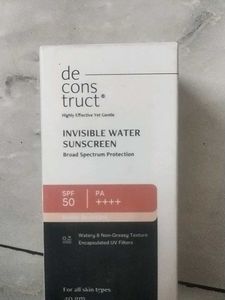 de
cons
truct®
Highly Effective Yet Gentle
INVISIBLE WATER
SUNSCREEN
Broad Spectrum Protection
SPF
50
PA
++++
Watery & Non-Greasy Texture
Encapsulated UV Filters
For all skin types